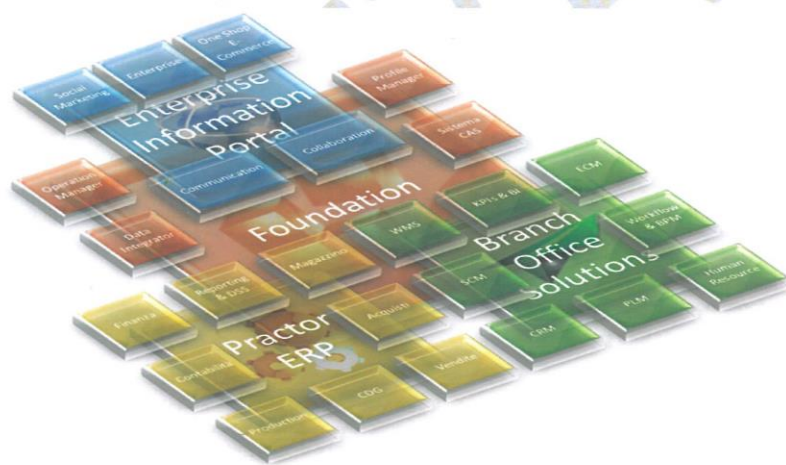 One Shop
E-
Commerce
Enterprise
Social
Marketing
Enterprise
Information
Portal
Profile
Manager
Collaboration
Sistema
CAS
Communication
Operation
Manager
ECM
Foundation
KPIs & BI
Data
Integrator
WMS
Workflow
& BPM
Branch
Office
Solutions
Magazzino
Human
Resource
Reporting
& DSS
SCM
PLM
Acquisti
Finanza
Practor
ERP
CRM
Vendite
Contabilità
CDG
Production